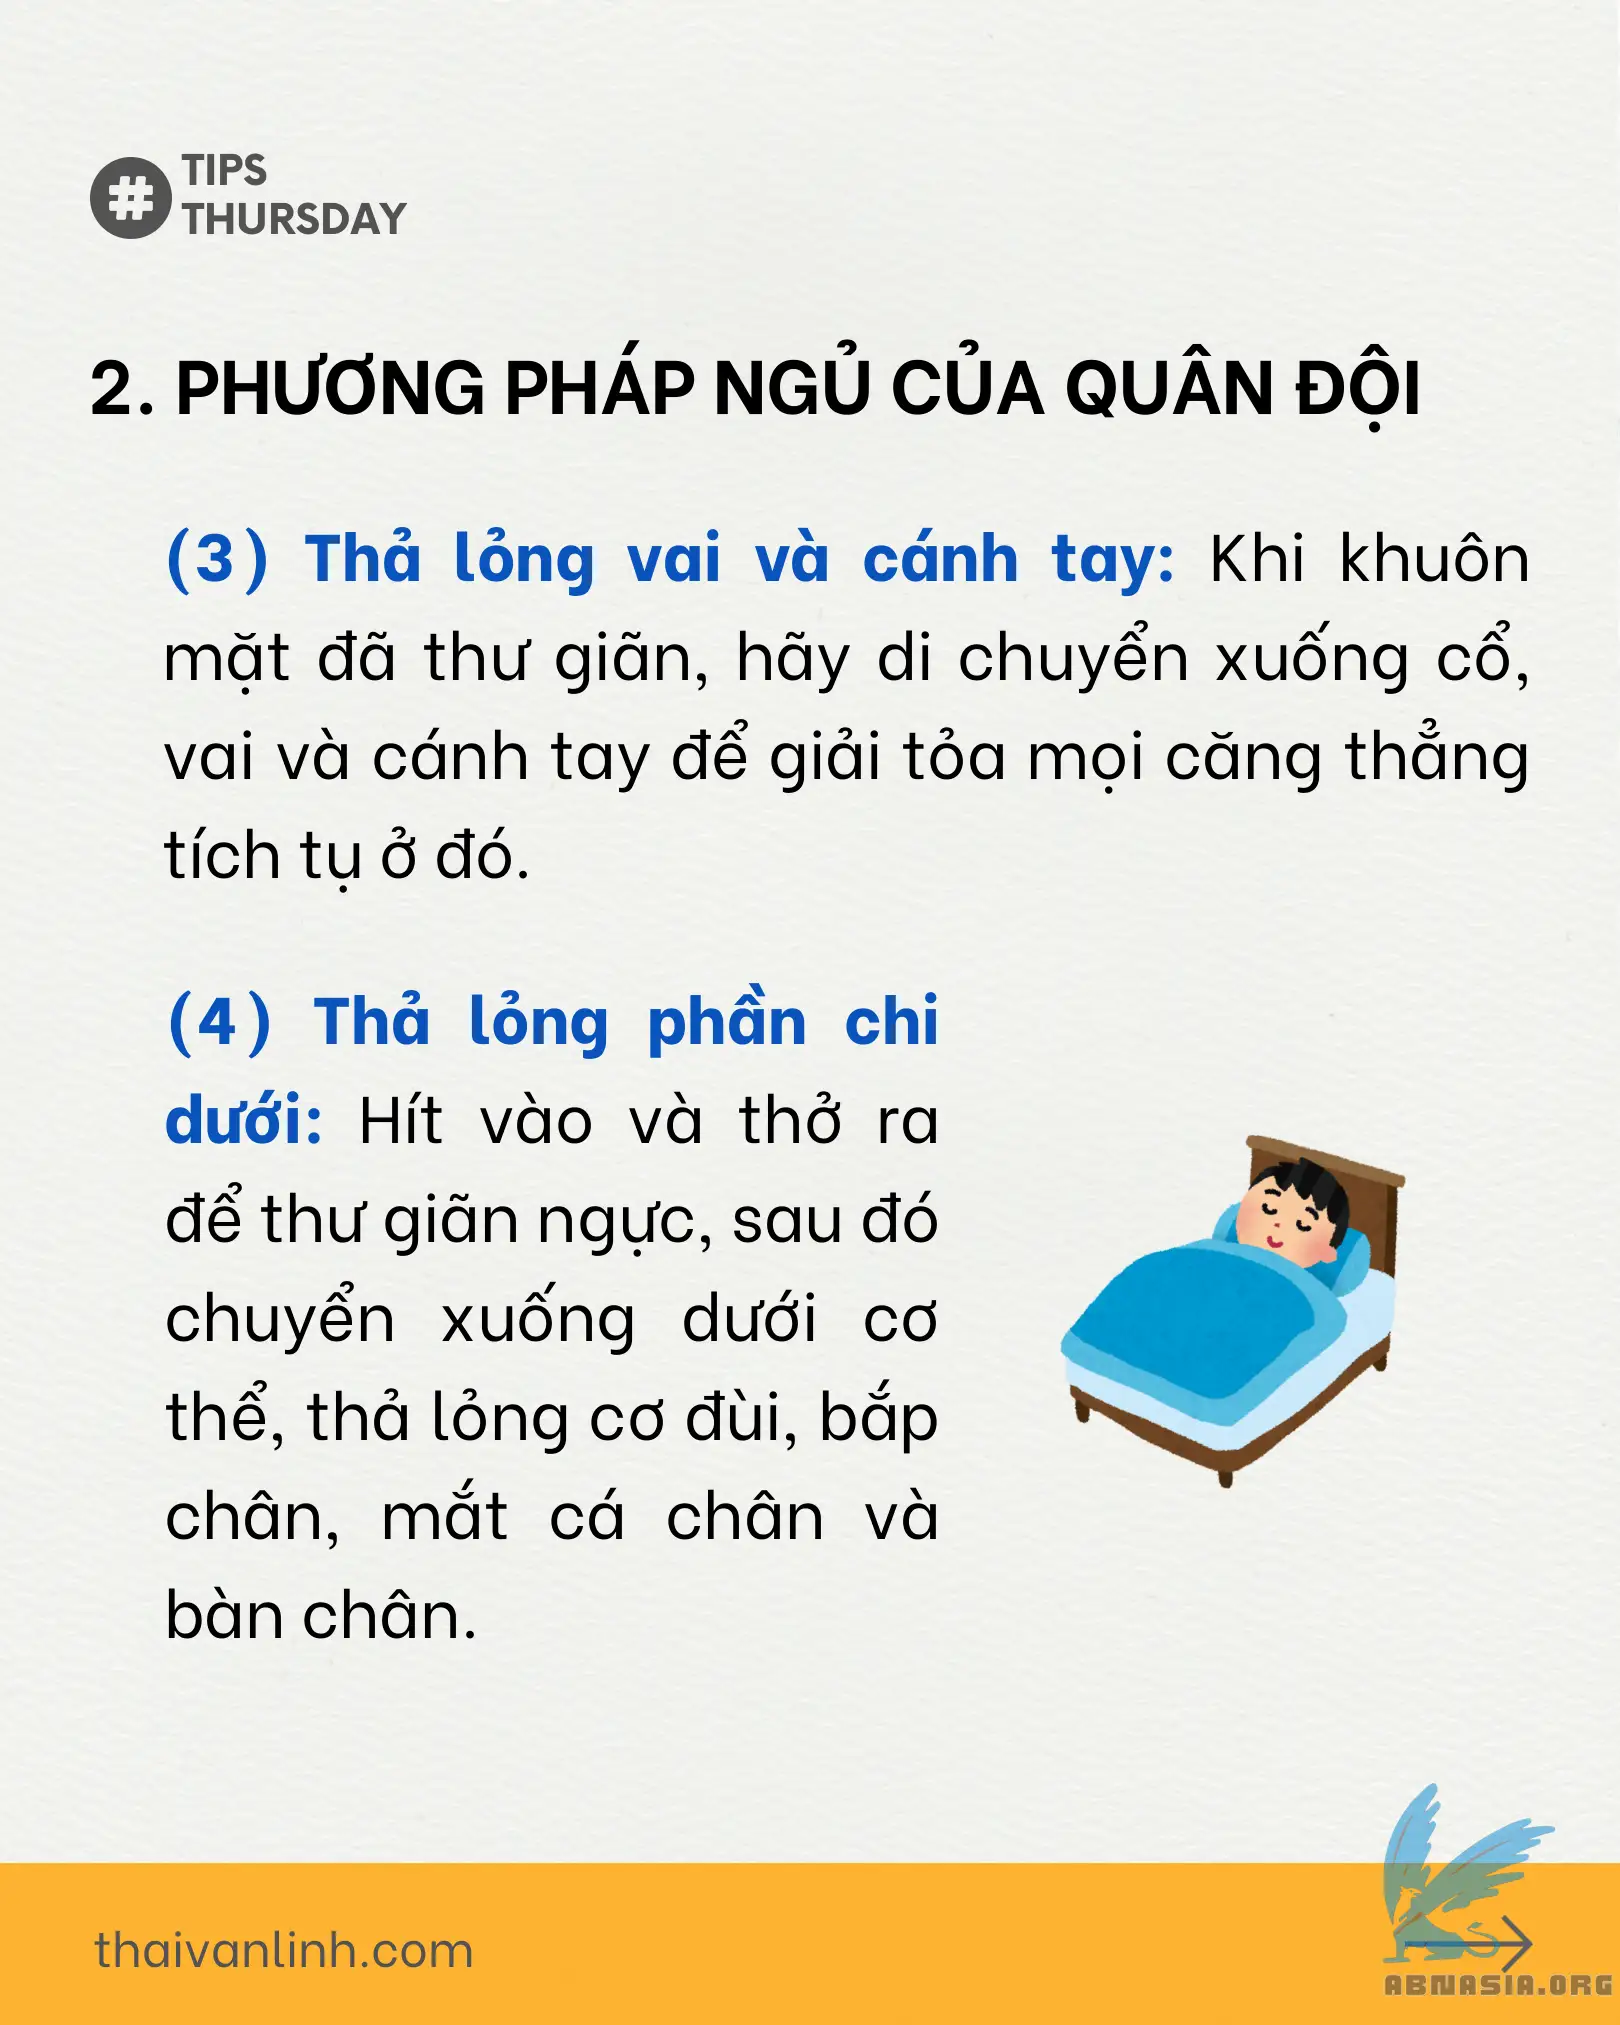 #
TIPS
THURSDAY
2. PHƯƠNG PHÁP NGỦ CỦA QUÂN ĐỘI
(3) Thả lỏng vai và cánh tay: Khi khuôn
mặt đã thư giãn, hãy di chuyển xuống cổ,
vai và cánh tay để giải tỏa mọi căng thẳng
tích tụ ở đó.
(4) Thả lỏng phần chi
dưới: Hít vào và thở ra
để thư giãn ngực, sau đó
chuyển xuống dưới cơ
thể, thả lỏng cơ đùi, bắp
chân, mắt cá chân và
bàn chân.
thaivanlinh.com
ABNASIA.ORG